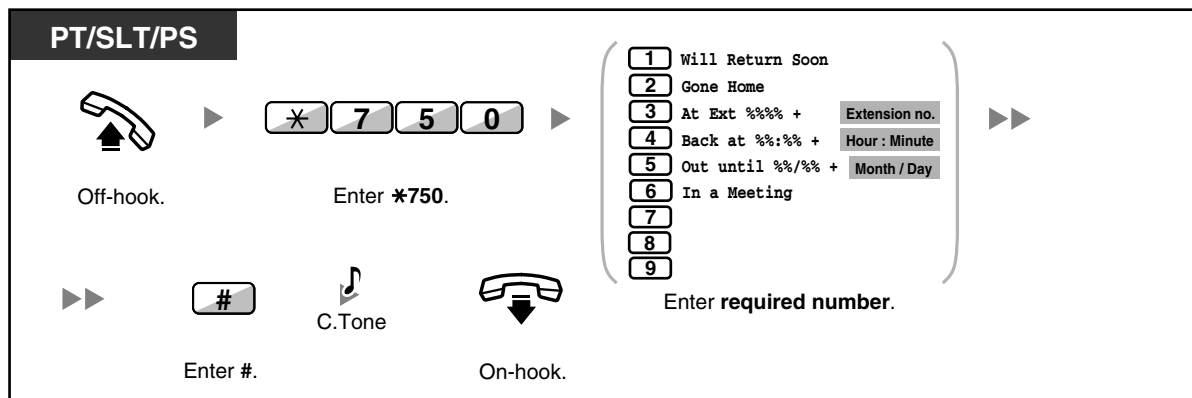 PT/SLT/PS
Off-hook.
* 7 5 0
Enter *750.
1 Will Return Soon
2 Gone Home
3 At Ext %%%% + Extension no.
4 Back at %%:%% + Hour : Minute
5 Out until %%/%% + Month / Day
6 In a Meeting
7
8
9
Enter required number.
#
Enter #.
C.Tone
On-hook.